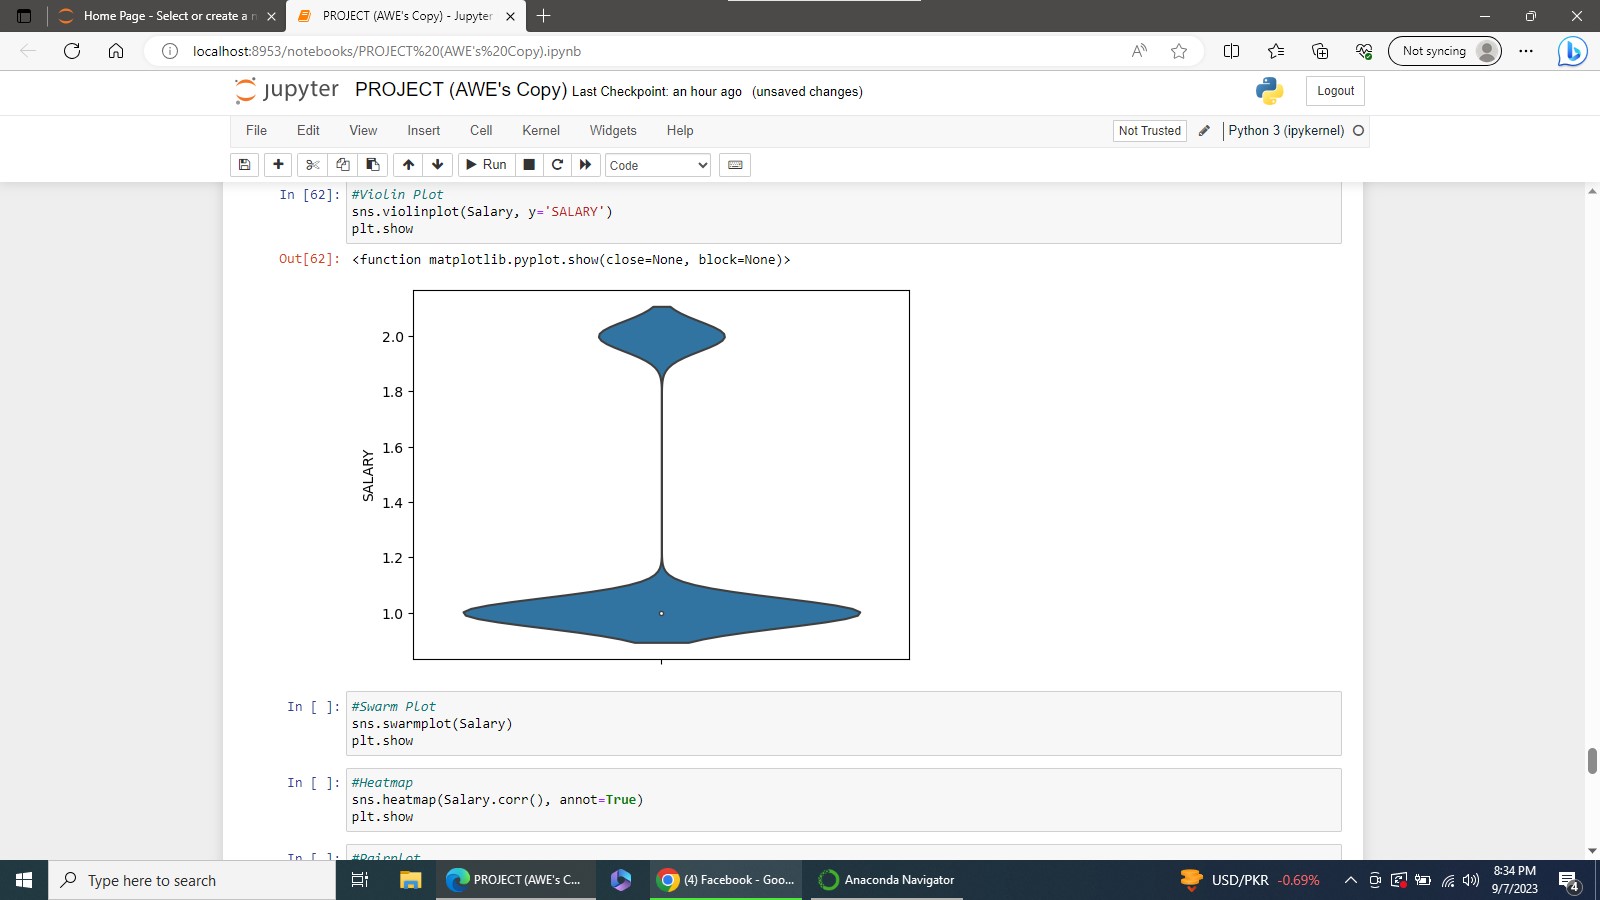 Home Page - Select or create a n
PROJECT (AWE's Copy) - Jupyter
localhost:8953/notebooks/PROJECT%20(AWE's%20Copy).ipynb
Not syncing
jupyter PROJECT (AWE's Copy) Last Checkpoint: an hour ago (unsaved changes)
Logout
File Edit View Insert Cell Kernel Widgets Help
Not Trusted
Python 3 (ipykernel)
Run
Code
In [62]: #Violin Plot
sns.violinplot(Salary, y='SALARY')
plt.show
Out[62]: <function matplotlib.pyplot.show(close=None, block=None)>
2.0
1.8
1.6
SALARY
1.4
1.2
1.0
In [ ]: #Swarm Plot
sns.swarmplot(Salary)
plt.show
In [ ]: #Heatmap
sns.heatmap(Salary.corr(), annot=True)
plt.show
In [ ]: #Pairplot
Type here to search
PROJECT (AWE's C...
(4) Facebook - Goo...
Anaconda Navigator
USD/PKR -0.69%
8:34 PM
9/7/2023
4